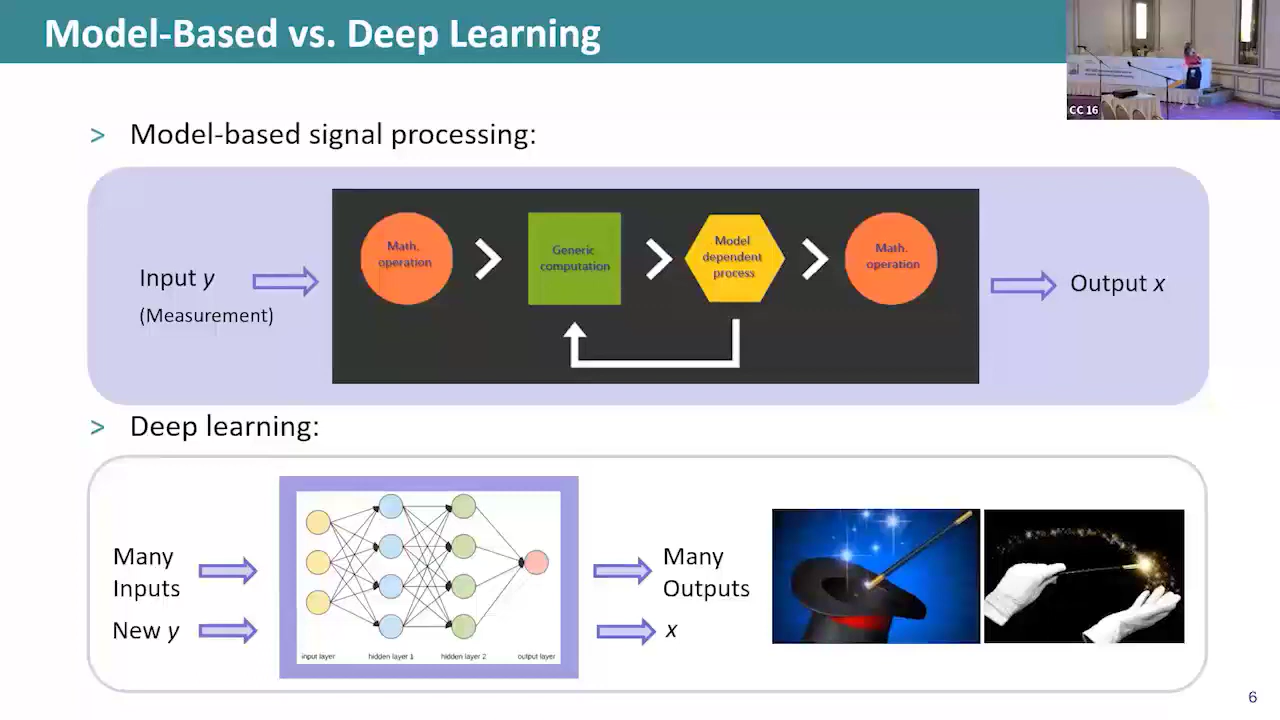 Model-Based vs. Deep Learning
CC 16
> Model-based signal processing:
Math.
operation
Generic
computation
Model
dependent
process
Math.
operation
Input y
(Measurement)
Output x
> Deep learning:
Many
Inputs
New y
input layer
hidden layer 1
hidden layer 2
output layer
Many
Outputs
x
6